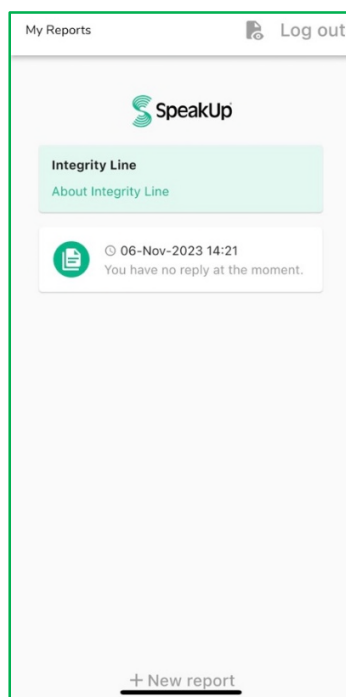 My Reports
Log out
SpeakUp
Integrity Line
About Integrity Line
06-Nov-2023 14:21
You have no reply at the moment.
+ New report